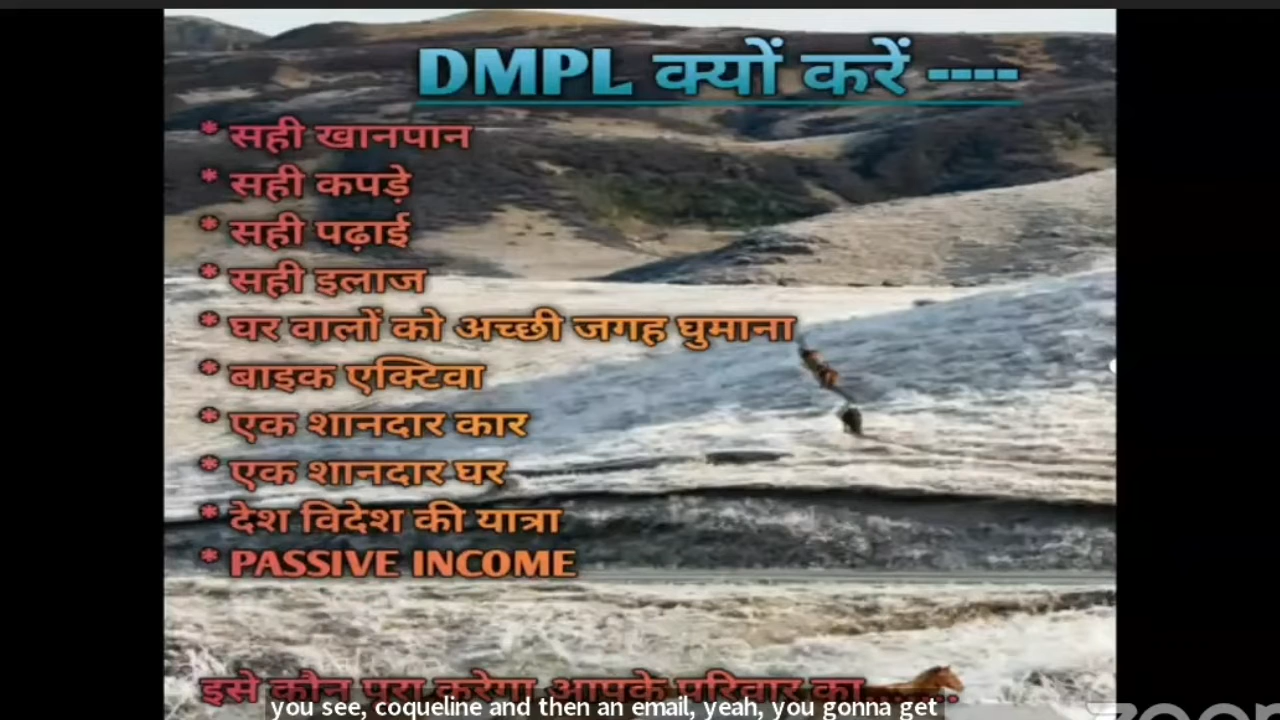 DMPL क्यों करें ----
* सही खानपान
* सही कपड़े
* सही पढ़ाई
* सही इलाज
* घर वालों को अच्छी जगह घुमाना
* बाइक एक्टिवा
* एक शानदार कार
* एक शानदार घर
* देश विदेश की यात्रा
* PASSIVE INCOME
इसे कौन पूरा करेगा आपके परिवार का.......
you see, coqueline and then an email, yeah, you gonna get
zoom